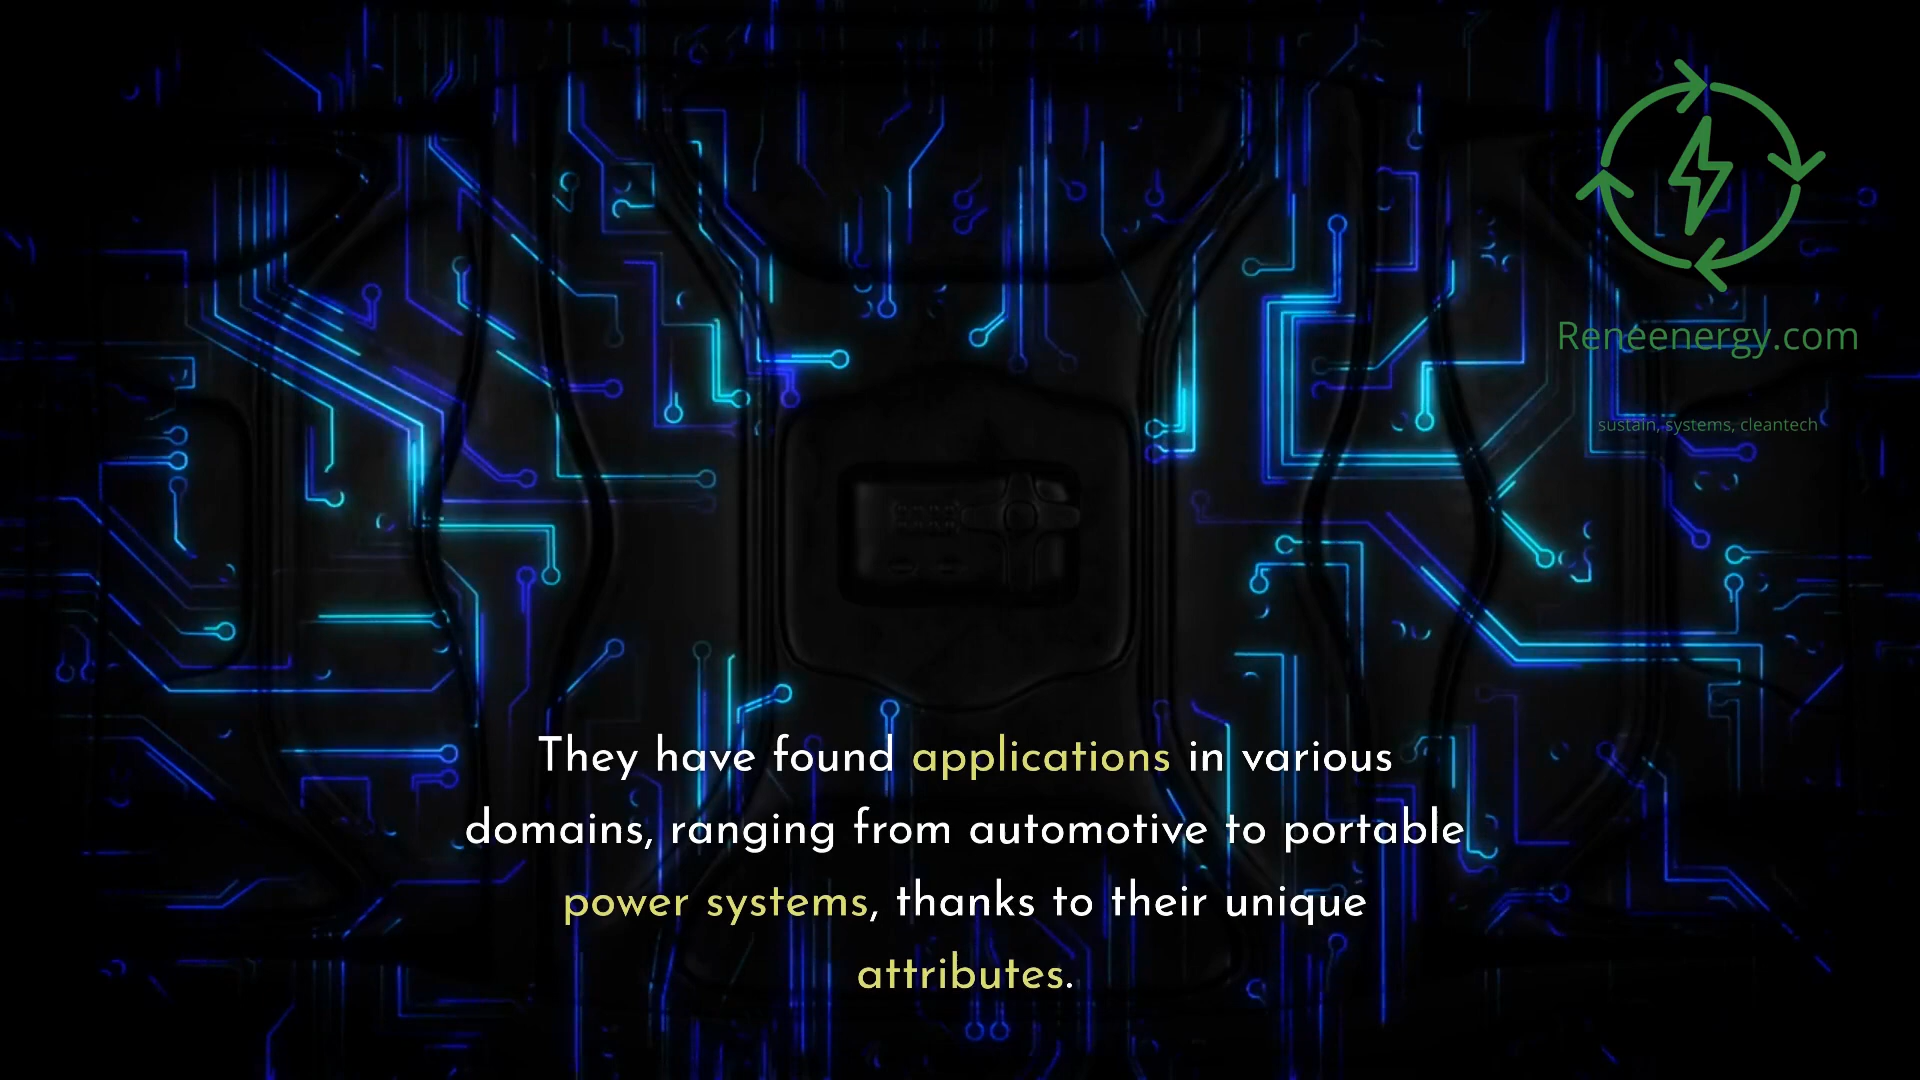 Reneenergy.com
sustain, systems, cleantech
They have found applications in various
domains, ranging from automotive to portable
power systems, thanks to their unique
attributes.